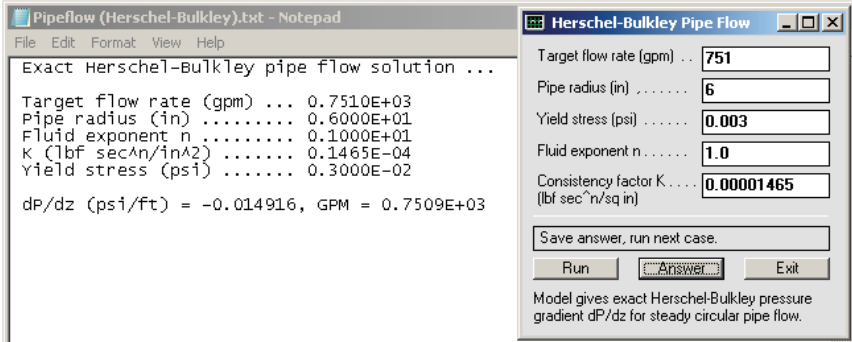 Pipeflow (Herschel-Bulkley).txt - Notepad
File Edit Format View Help
Exact Herschel-Bulkley pipe flow solution ...
Target flow rate (gpm) ... 0.7510E+03
Pipe radius (in) ......... 0.6000E+01
Fluid exponent n ......... 0.1000E+01
K (lbf sec^n/in^2) ....... 0.1465E-04
Yield stress (psi) ....... 0.3000E-02
dP/dz (psi/ft) = -0.014916, GPM = 0.7509E+03
Herschel-Bulkley Pipe Flow
Target flow rate (gpm) . . 751
Pipe radius (in) , . . . . . . 6
Yield stress (psi) . . . . . . 0.003
Fluid exponent n . . . . . . 1.0
Consistency factor K . . . . 0.00001465
(lbf sec^n/sq in)
Save answer, run next case.
Run Answer Exit
Model gives exact Herschel-Bulkley pressure
gradient dP/dz for steady circular pipe flow.